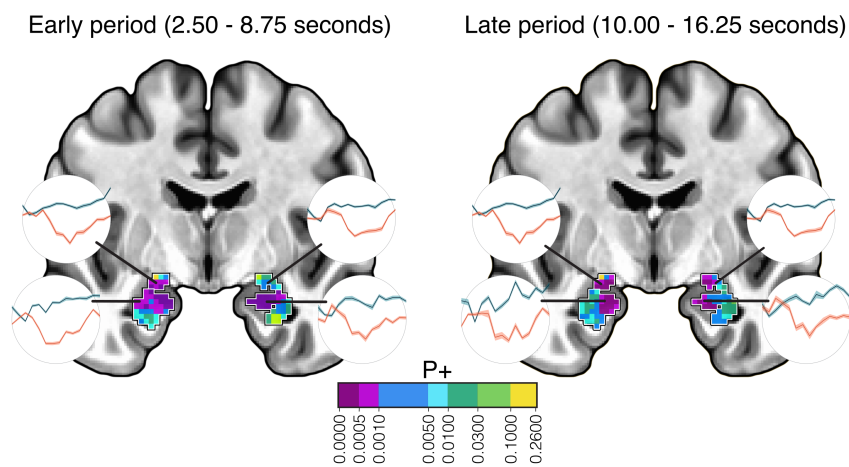 Early period (2.50 - 8.75 seconds)
Late period (10.00 - 16.25 seconds)
P+
0.0000
0.0005
0.0010
0.0050
0.0100
0.0300
0.1000
0.2600